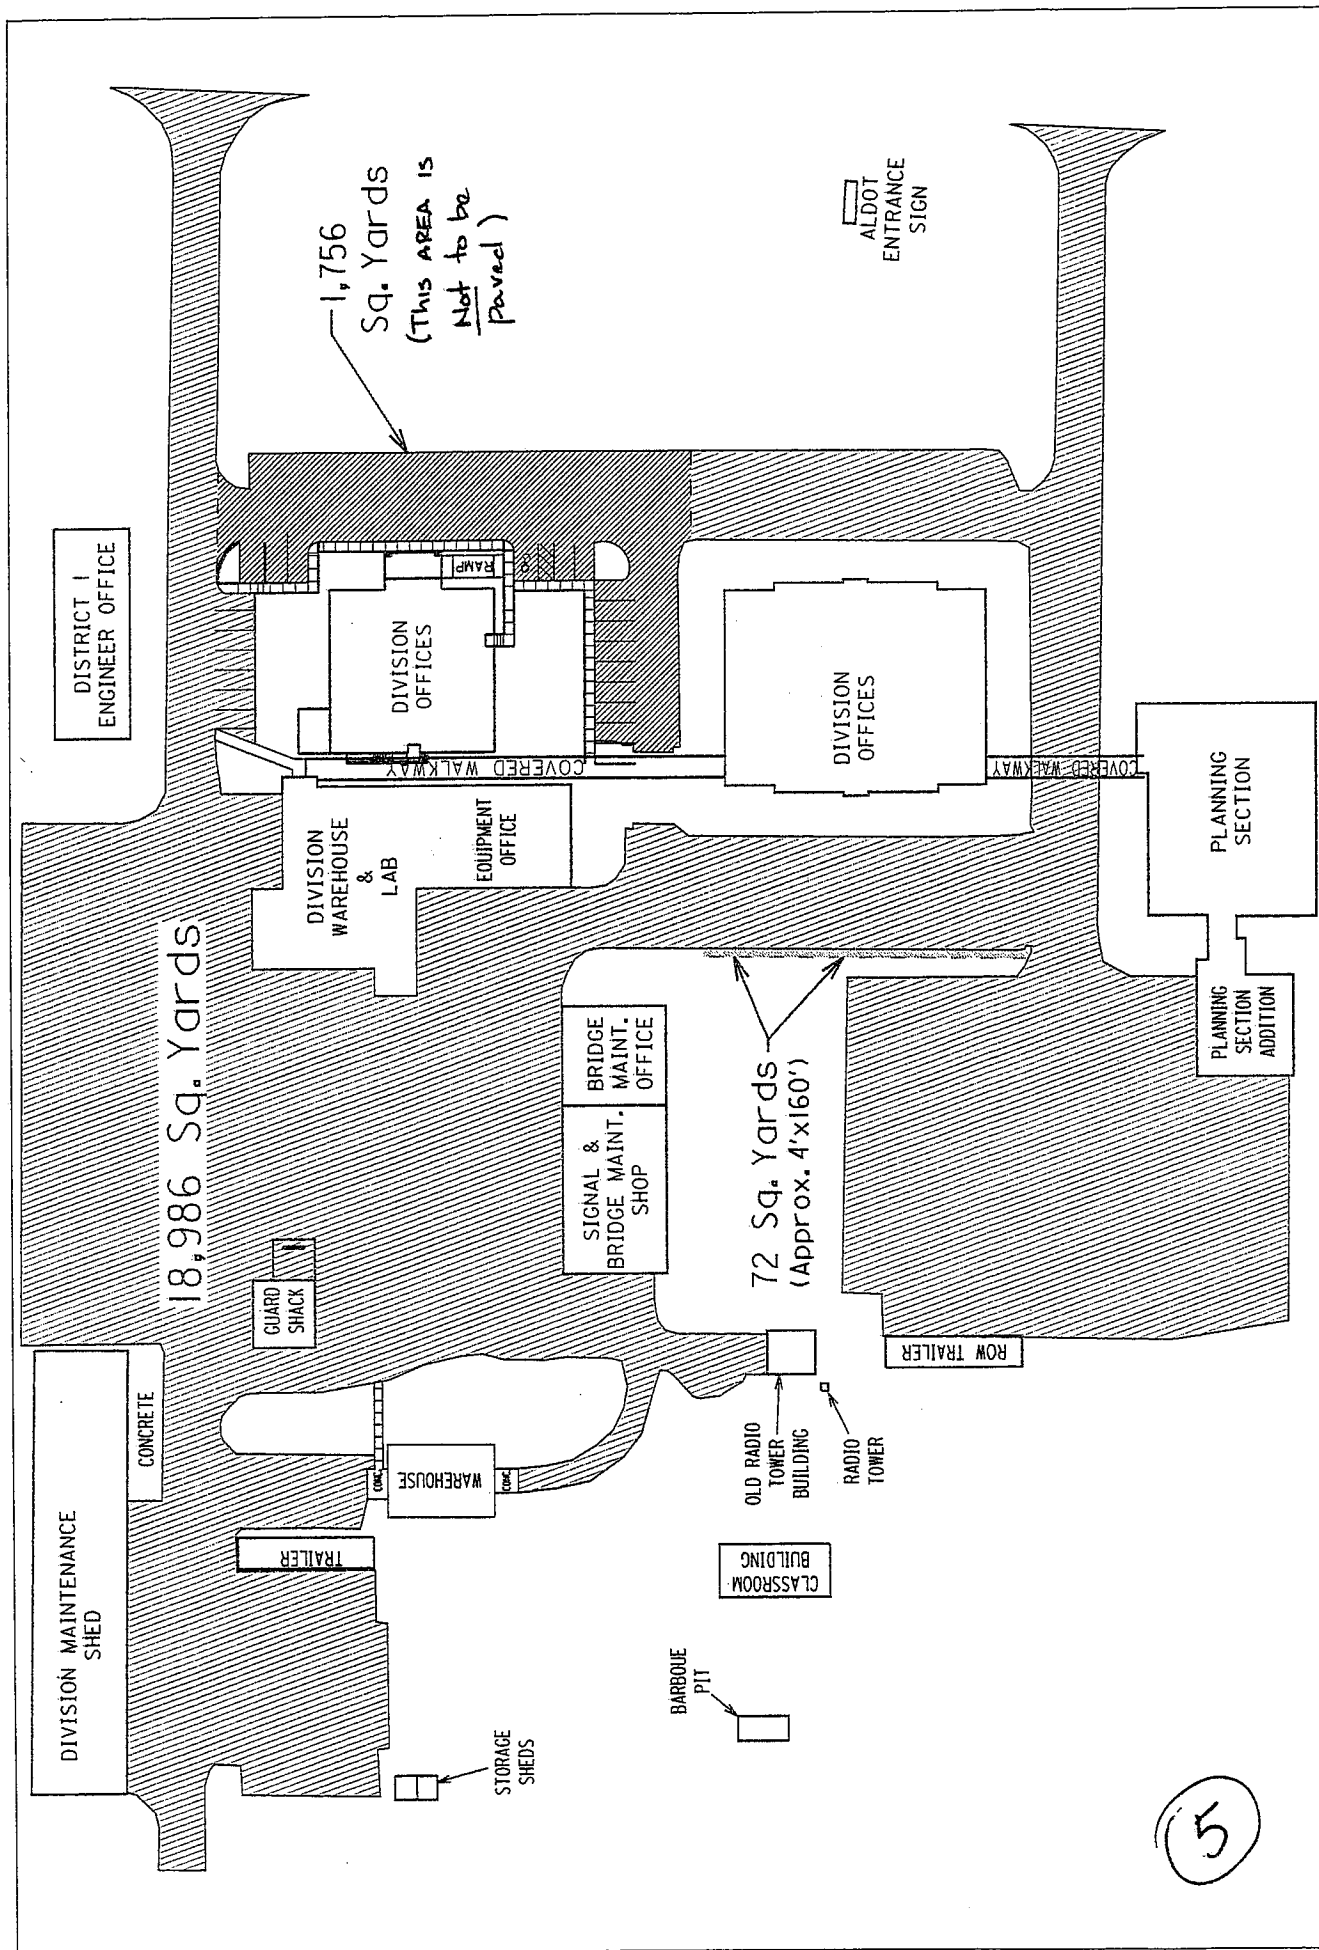 DIVISION MAINTENANCE
SHED
CONCRETE
DISTRICT 1
ENGINEER OFFICE
18,986 Sq. Yards
1,756
Sq. Yards
(This AREA is
Not to be
paved)
TRAILER
GUARD
SHACK
DIVISION
WAREHOUSE
&
LAB
EQUIPMENT
OFFICE
DIVISION
OFFICES
RAMP
COVERED WALKWAY
STORAGE
SHEDS
CONC.
WAREHOUSE
CONC
SIGNAL &
BRIDGE MAINT.
SHOP
BRIDGE
MAINT.
OFFICE
BARBQUE
PIT
CLASSROOM
BUILDING
OLD RADIO
TOWER
BUILDING
RADIO
TOWER
72 Sq. Yards
(Approx. 4'x160')
DIVISION
OFFICES
ALDOT
ENTRANCE
SIGN
ROW TRAILER
COVERED WALKWAY
PLANNING
SECTION
ADDITION
PLANNING
SECTION
5